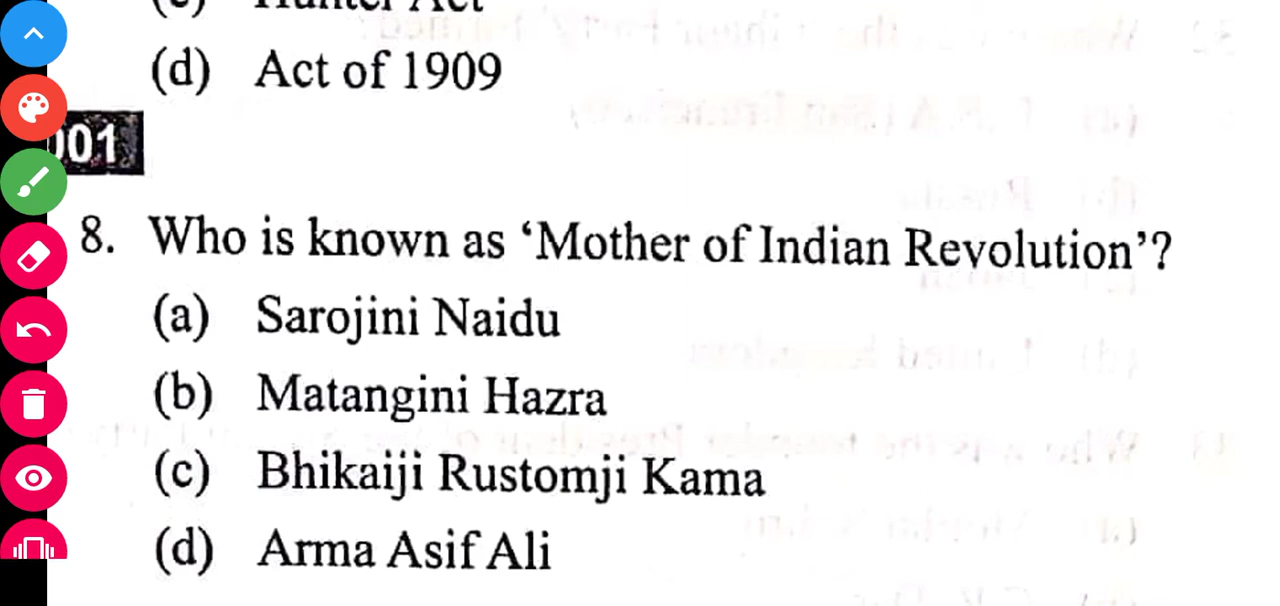 (d) Act of 1909
001
8. Who is known as ‘Mother of Indian Revolution’?
(a) Sarojini Naidu
(b) Matangini Hazra
(c) Bhikaiji Rustomji Kama
(d) Arma Asif Ali